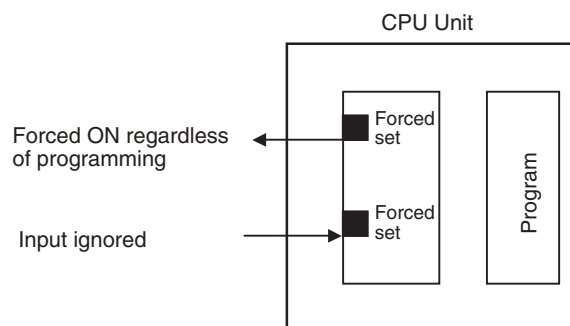 CPU Unit
Forced
set
Forced ON regardless
of programming
Program
Forced
set
Input ignored